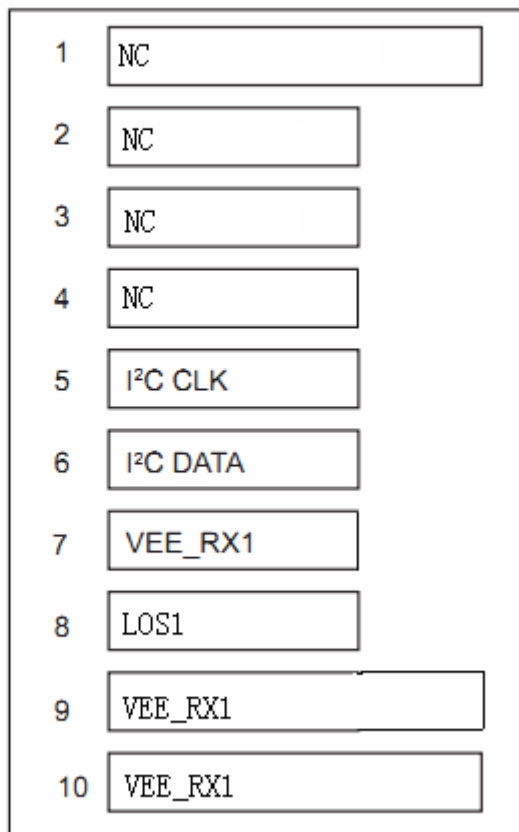 1 NC
2 NC
3 NC
4 NC
5 I²C CLK
6 I²C DATA
7 VEE_RX1
8 LOS1
9 VEE_RX1
10 VEE_RX1